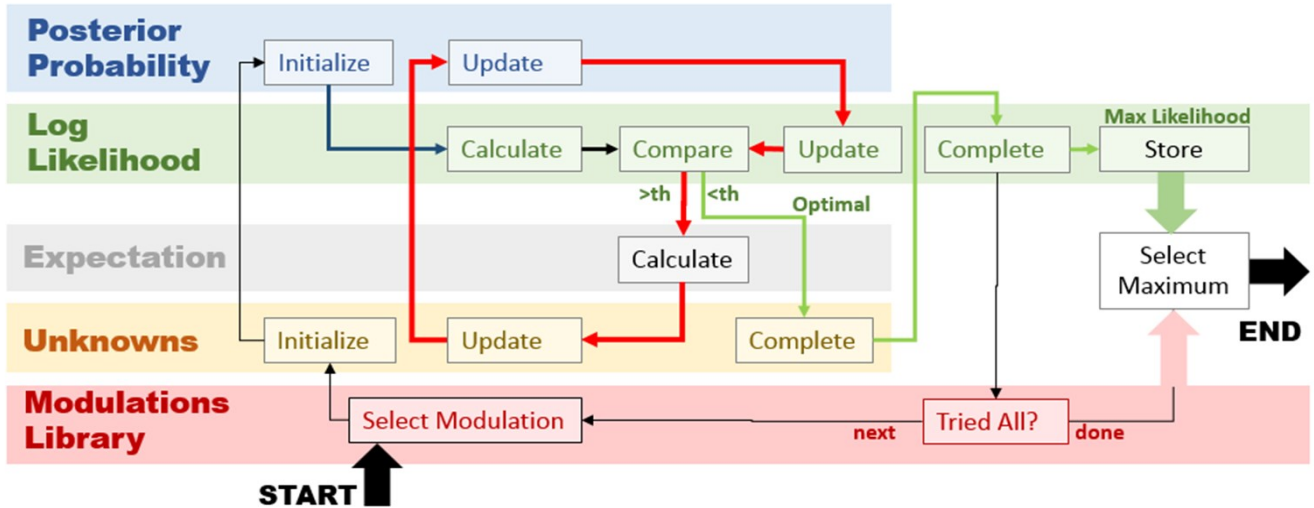 Posterior
Probability
Initialize
Update
Log
Likelihood
Calculate
Compare
Update
Complete
Max Likelihood
Store
>th
<th
Optimal
Expectation
Calculate
Select
Maximum
END
Unknowns
Initialize
Update
Complete
Modulations
Library
Select Modulation
next
Tried All?
done
START